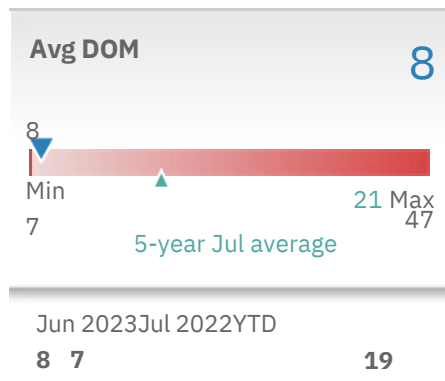 Avg DOM 8
8
Min 21 Max
7 47
5-year Jul average
Jun 2023Jul 2022YTD
8 7 19